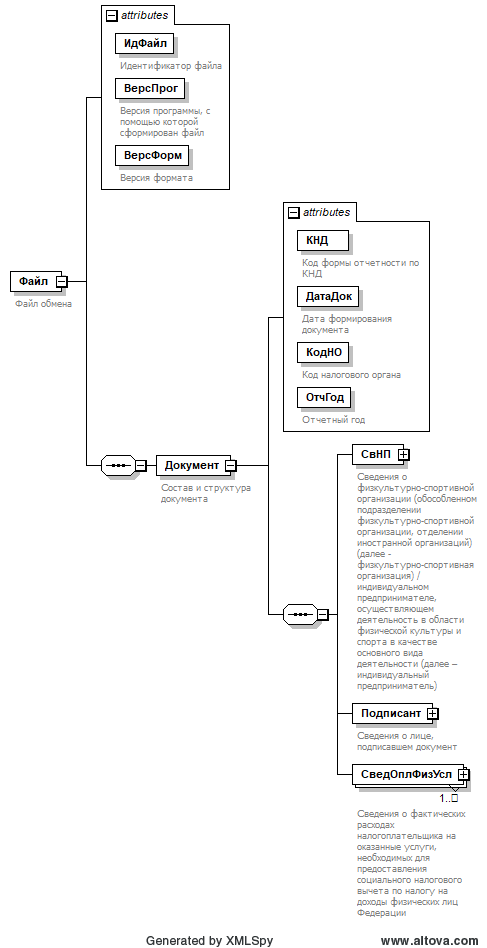 attributes
ИдФайл
Идентификатор файла
ВерсПрог
Версия программы, с
помощью которой
сформирован файл
ВерсФорм
Версия формата
Файл
Файл обмена
attributes
КНД
Код формы отчетности по
КНД
ДатаДок
Дата формирования
документа
КодНО
Код налогового органа
ОтчГод
Отчетный год
Документ
Состав и структура
документа
СвНП
Сведения о
физкультурно-спортивной
организации (обособленном
подразделении
физкультурно-спортивной
организации, отделении
иностранной организаций)
(далее -
физкультурно-спортивная
организация) /
индивидуальном
предпринимателе,
осуществляющем
деятельность в области
физической культуры и
спорта в качестве
основного вида
деятельности (далее –
индивидуальный
предприниматель)
Подписант
Сведения о лице,
подписавшем документ
СведОплФизУсл
1..
Сведения о фактических
расходах
налогоплательщика на
оказанные услуги,
необходимых для
предоставления
социального налогового
вычета по налогу на
доходы физических лиц
Федерации
Generated by XMLSpy
www.altova.com